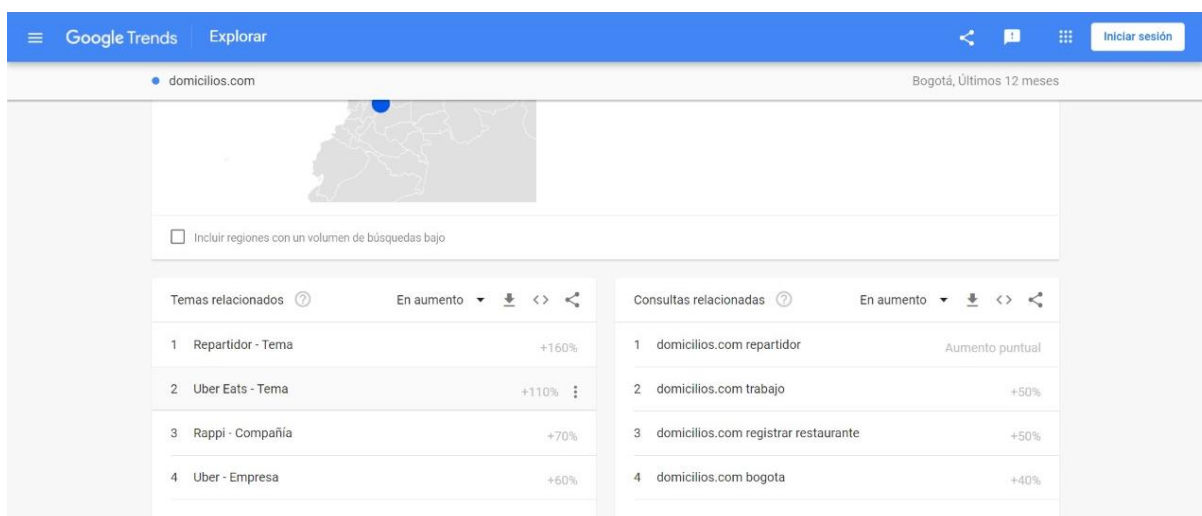 Google Trends Explorar Iniciar sesión
domicilios.com Bogotá, Últimos 12 meses
Incluir regiones con un volumen de búsquedas bajo
Temas relacionados En aumento
1 Repartidor - Tema +160%
2 Uber Eats - Tema +110%
3 Rappi - Compañía +70%
4 Uber - Empresa +60%
Consultas relacionadas En aumento
1 domicilios.com repartidor Aumento puntual
2 domicilios.com trabajo +50%
3 domicilios.com registrar restaurante +50%
4 domicilios.com bogota +40%